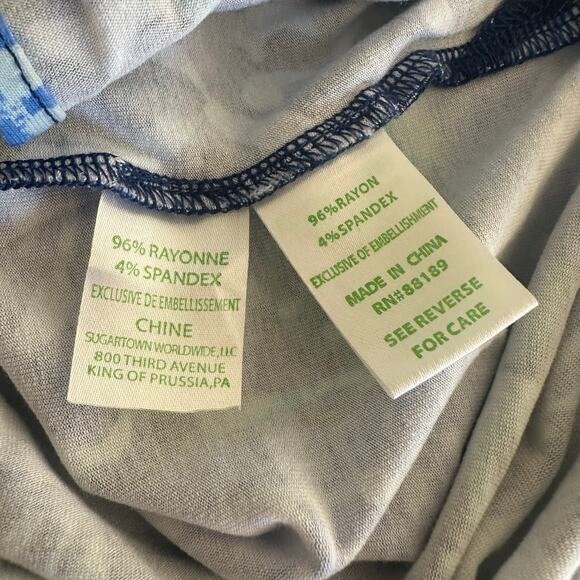 96% RAYONNE
4% SPANDEX
EXCLUSIVE DE EMBELLISSEMENT
CHINE
SUGARTOWN WORLDWIDE, LLC
800 THIRD AVENUE
KING OF PRUSSIA, PA
96% RAYON
4% SPANDEX
EXCLUSIVE OF EMBELLISHMENT
MADE IN CHINA
RN#88189
SEE REVERSE
FOR CARE